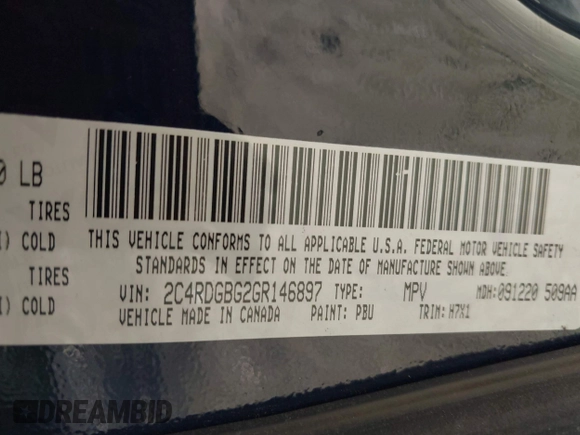 0 LB
TIRES
) COLD
TIRES
) COLD
THIS VEHICLE CONFORMS TO ALL APPLICABLE U.S.A. FEDERAL MOTOR VEHICLE SAFETY
STANDARDS IN EFFECT ON THE DATE OF MANUFACTURE SHOWN ABOVE.
VIN: 2C4RDGBG2GR146897 TYPE: MPV MDH: 091220 509AA
VEHICLE MADE IN CANADA PAINT: PBU TRIM: H7X1
DREAMBID